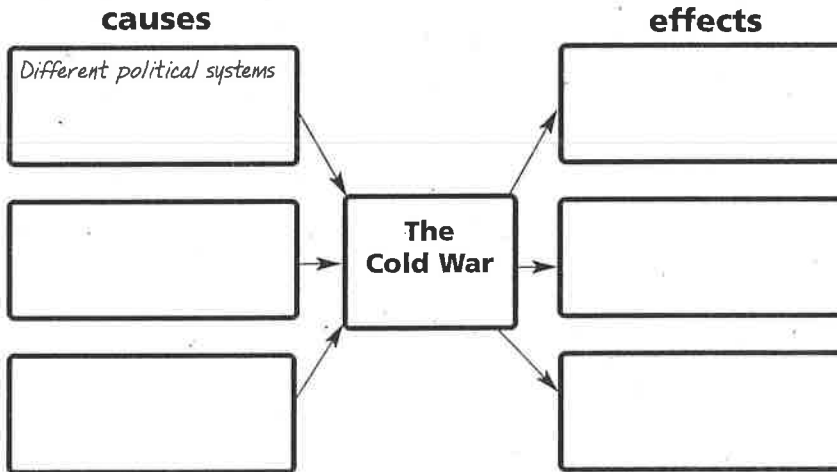 causes
effects
Different political systems
The
Cold War